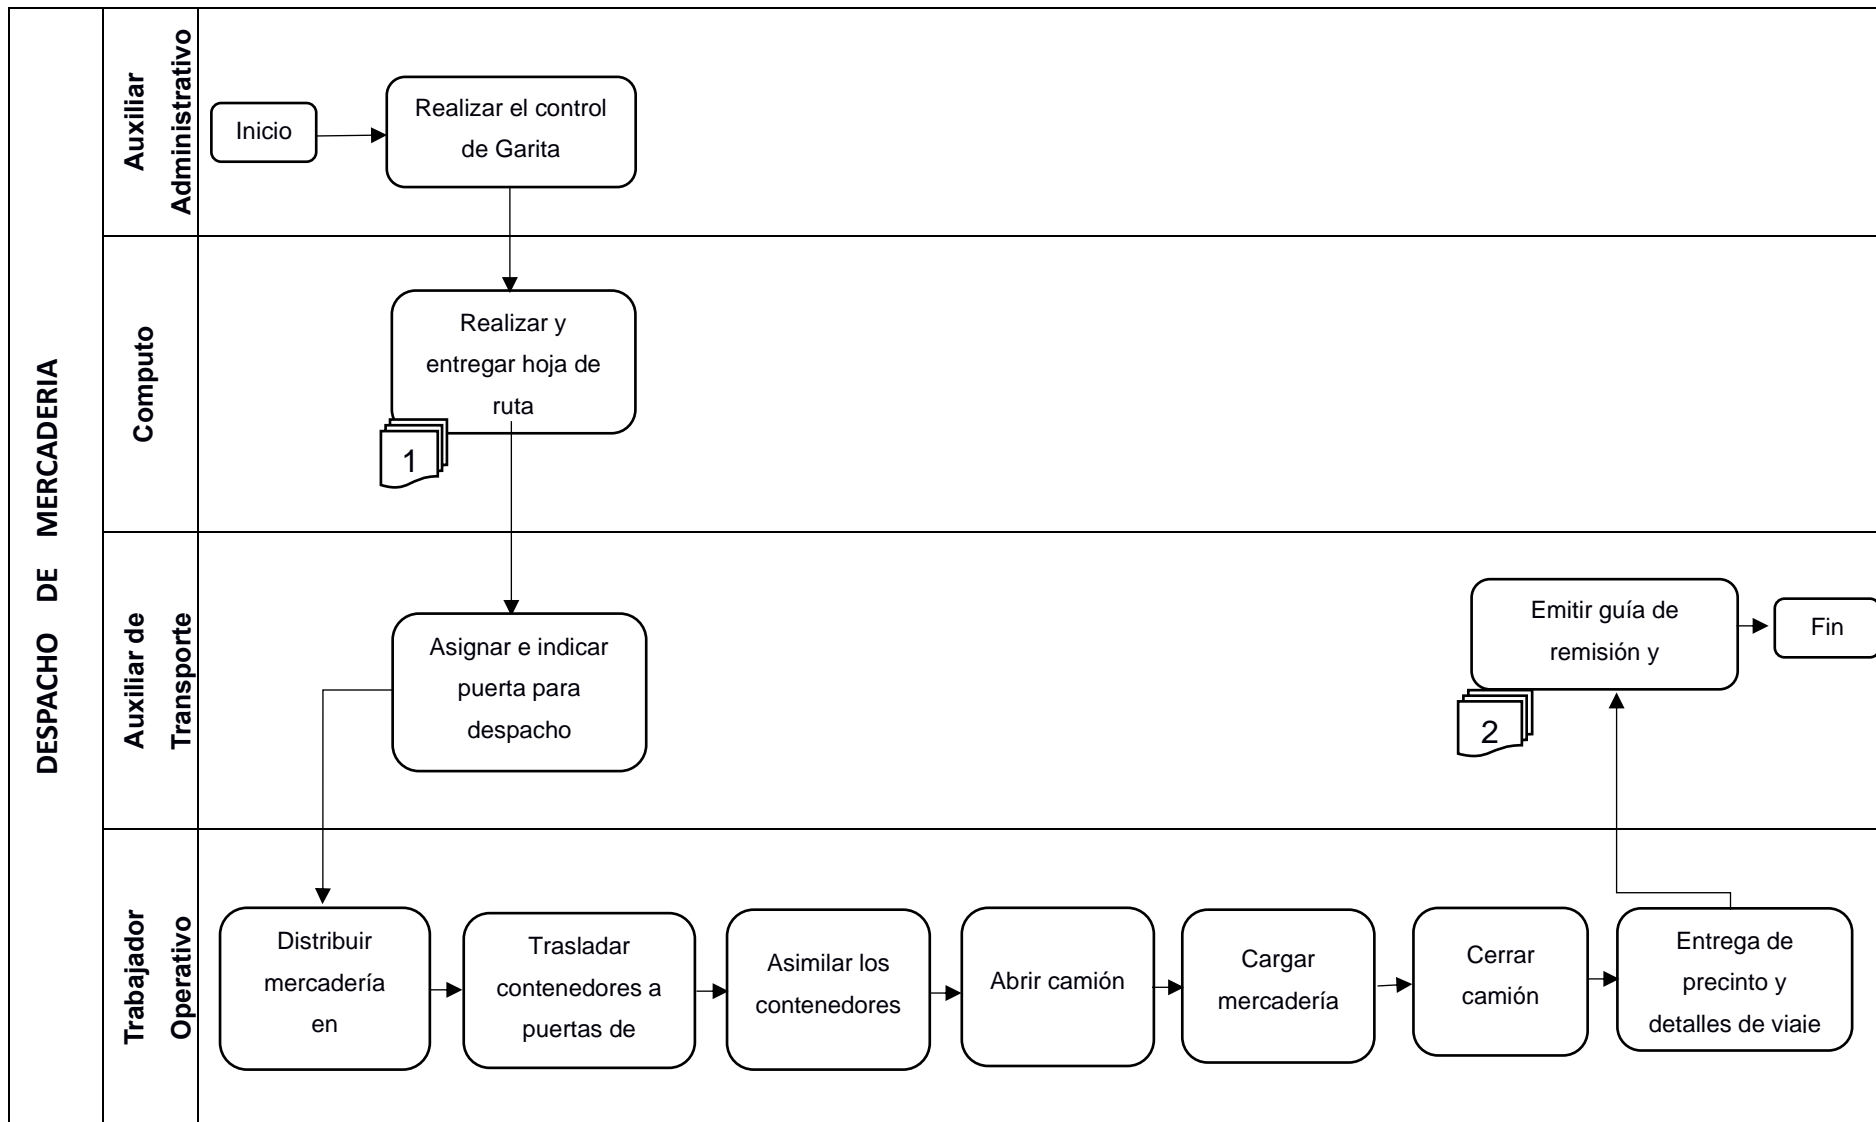 DESPACHO DE MERCADERIA
Auxiliar
Administrativo
Inicio
Realizar el control
de Garita
Computo
Realizar y
entregar hoja de
ruta
1
Auxiliar de
Transporte
Asignar e indicar
puerta para
despacho
Emitir guía de
remisión y
2
Fin
Trabajador
Operativo
Distribuir
mercadería
en
Trasladar
contenedores a
puertas de
Asimilar los
contenedores
Abrir camión
Cargar
mercadería
Cerrar
camión
Entrega de
precinto y
detalles de viaje